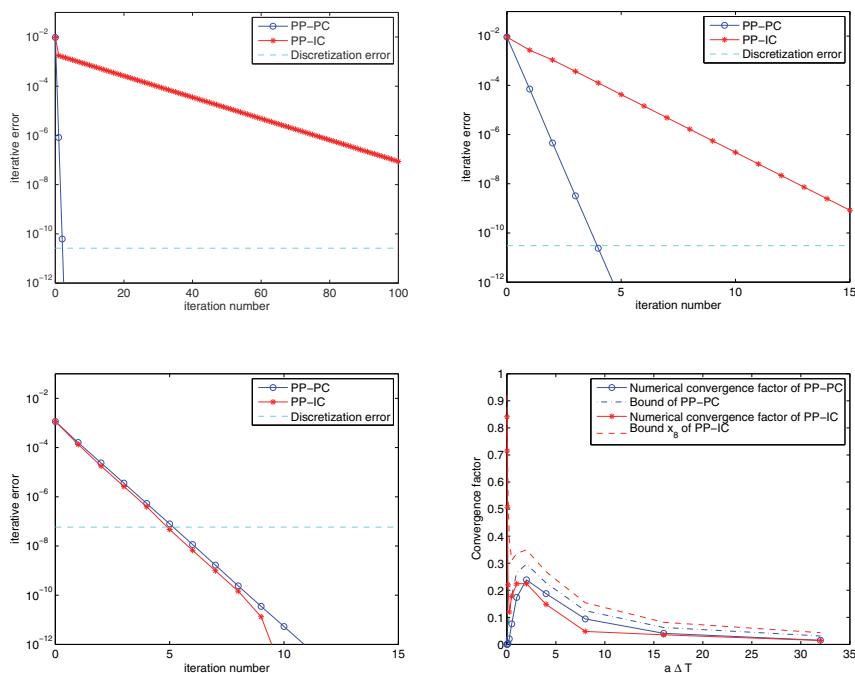 PP−PC
PP−IC
Discretization error
10^−2
10^−4
10^−6
10^−8
10^−10
10^−12
iterative error
0 20 40 60 80 100
iteration number
PP−PC
PP−IC
Discretization error
10^−2
10^−4
10^−6
10^−8
10^−10
10^−12
iterative error
0 5 10 15
iteration number
PP−PC
PP−IC
Discretization error
10^−2
10^−4
10^−6
10^−8
10^−10
10^−12
iterative error
0 5 10 15
iteration number
Numerical convergence factor of PP−PC
Bound of PP−PC
Numerical convergence factor of PP−IC
Bound x_8 of PP−IC
1
0.9
0.8
0.7
0.6
0.5
0.4
0.3
0.2
0.1
0
Convergence factor
0 5 10 15 20 25 30 35
a Δ T